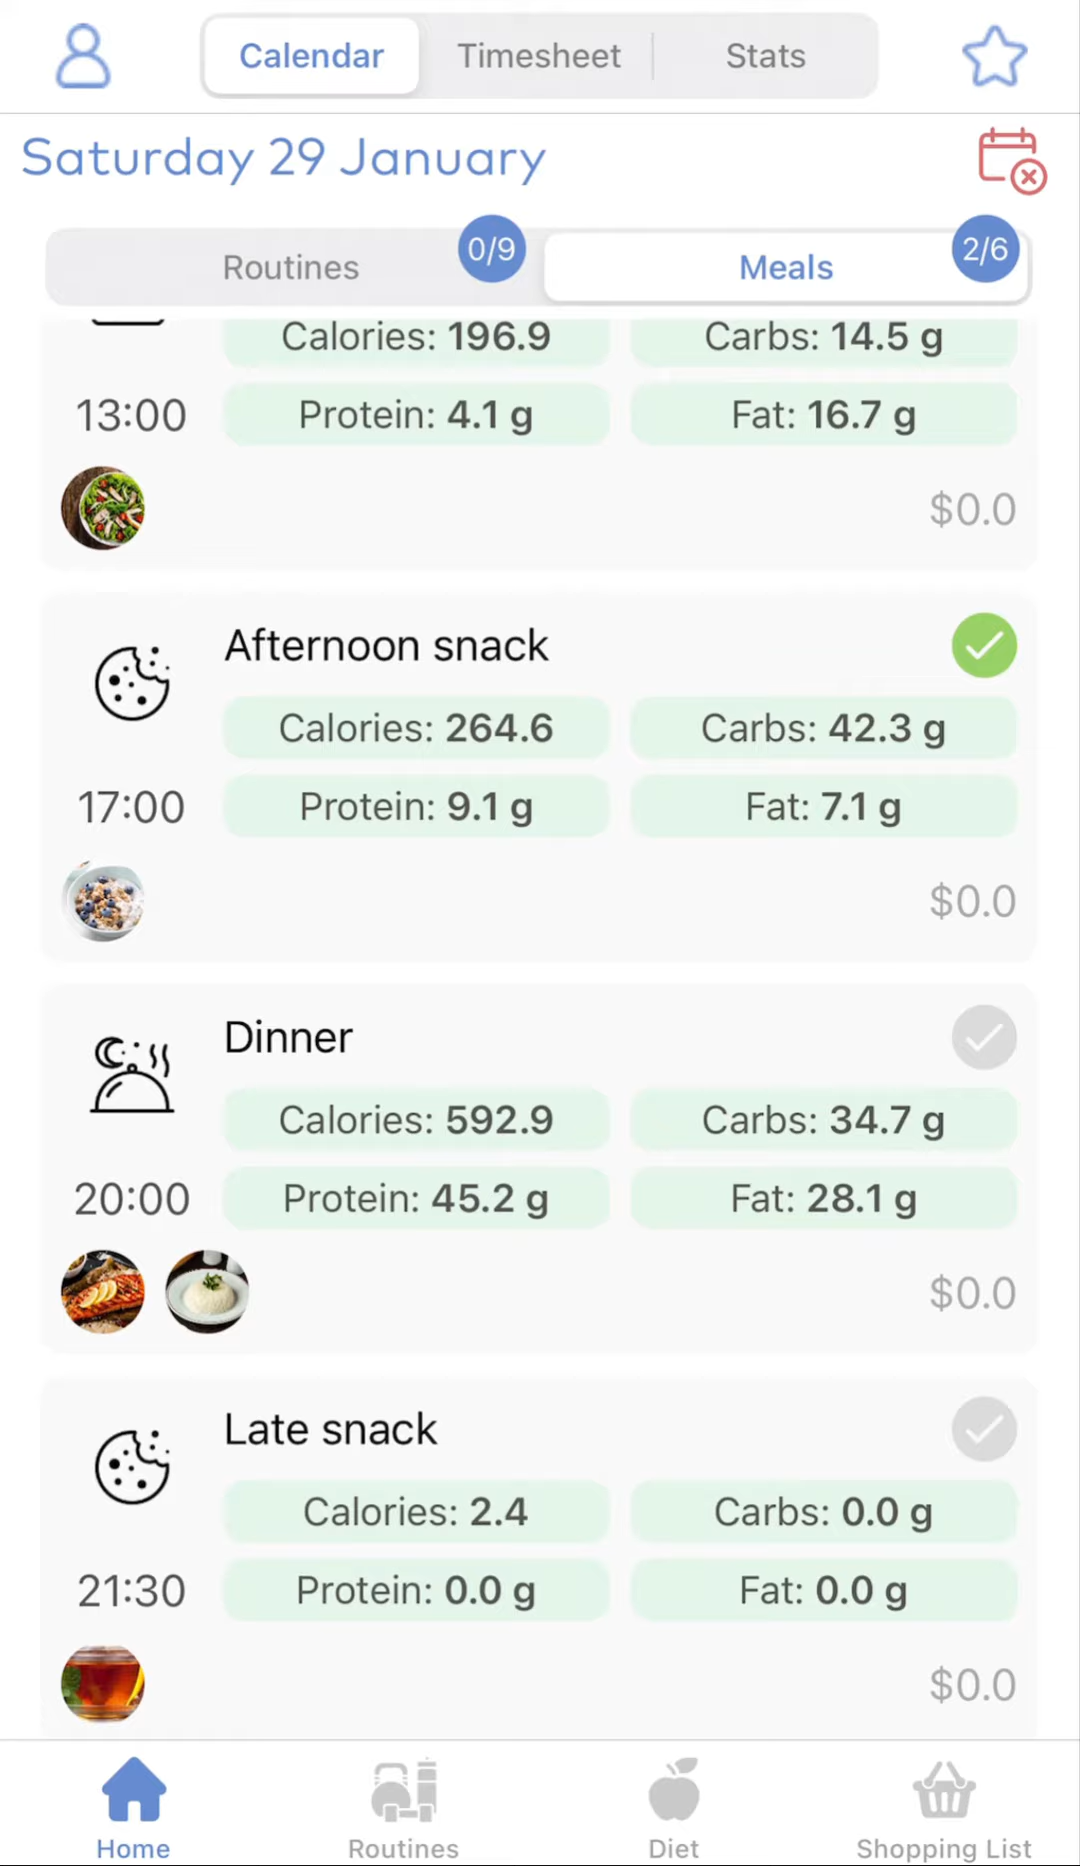 Calendar Timesheet Stats
Saturday 29 January
Routines 0/9 Meals 2/6
Calories: 196.9 Carbs: 14.5 g
13:00 Protein: 4.1 g Fat: 16.7 g
$0.0
Afternoon snack
Calories: 264.6 Carbs: 42.3 g
17:00 Protein: 9.1 g Fat: 7.1 g
$0.0
Dinner
Calories: 592.9 Carbs: 34.7 g
20:00 Protein: 45.2 g Fat: 28.1 g
$0.0
Late snack
Calories: 2.4 Carbs: 0.0 g
21:30 Protein: 0.0 g Fat: 0.0 g
$0.0
Home Routines Diet Shopping List